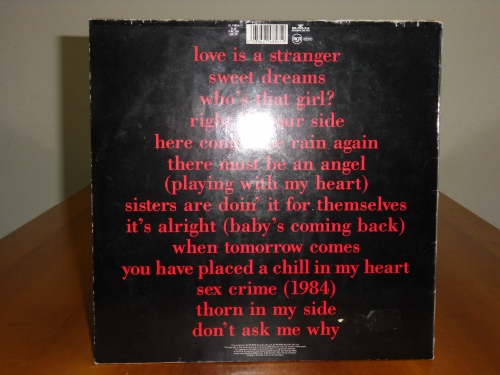 love is a stranger
sweet dreams
who's that girl?
right your side
here come rain again
there must be an angel
(playing with my heart)
sisters are doin' it for themselves
it's alright (baby's coming back)
when tomorrow comes
you have placed a chill in my heart
sex crime (1984)
thorn in my side
don't ask me why